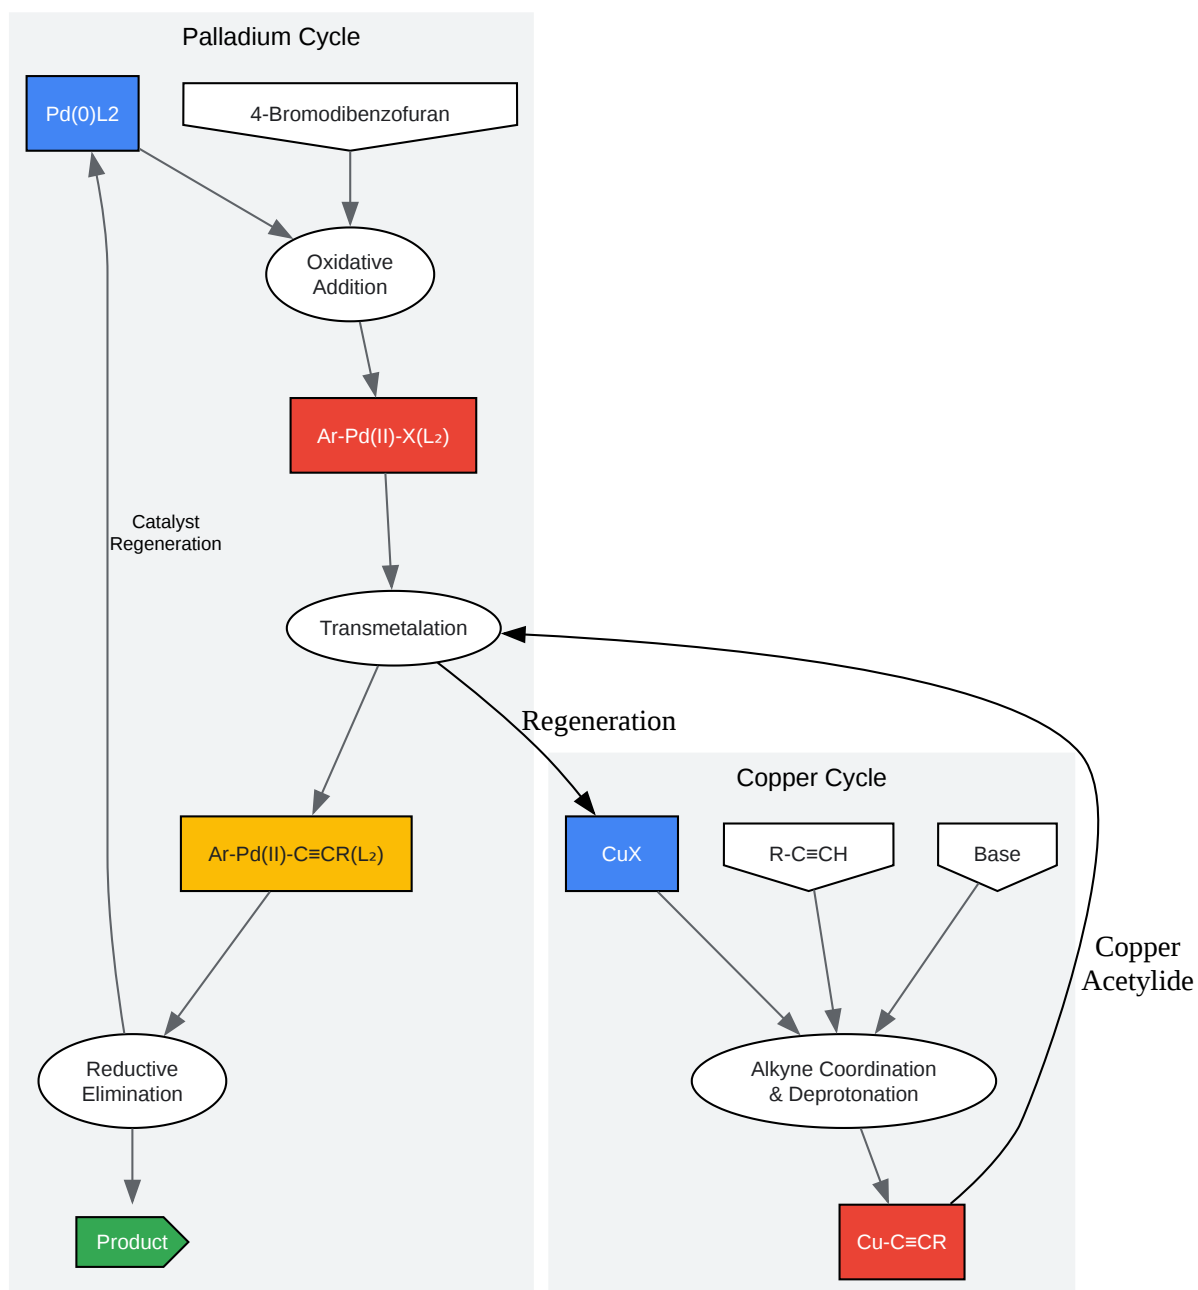 Palladium Cycle
Pd(0)L2
4-Bromodibenzofuran
Oxidative
Addition
Ar-Pd(II)-X(L₂)
Catalyst
Regeneration
Transmetalation
Regeneration
Copper Cycle
Ar-Pd(II)-C≡CR(L₂)
CuX
R-C≡CH
Base
Copper
Acetylide
Reductive
Elimination
Alkyne Coordination
& Deprotonation
Product
Cu-C≡CR